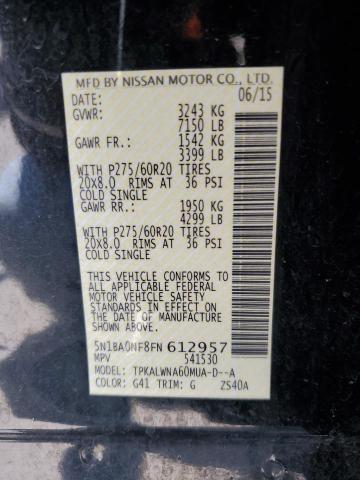 MFD BY NISSAN MOTOR CO., LTD.
DATE: 06/15
GVWR: 3243 KG
7150 LB
GAWR FR.: 1542 KG
3399 LB
WITH P275/60R20 TIRES
20X8.0 RIMS AT 36 PSI
COLD SINGLE
GAWR RR.: 1950 KG
4299 LB
WITH P275/60R20 TIRES
20X8.0 RIMS AT 36 PSI
COLD SINGLE
THIS VEHICLE CONFORMS TO
ALL APPLICABLE FEDERAL
MOTOR VEHICLE SAFETY
STANDARDS IN EFFECT ON
THE DATE OF MANUFACTURE
SHOWN ABOVE.
5N1BA0NF8FN 612957
MPV 541530
MODEL: TPKALWNA60MUA-D--A
COLOR: G41 TRIM: G ZS40A